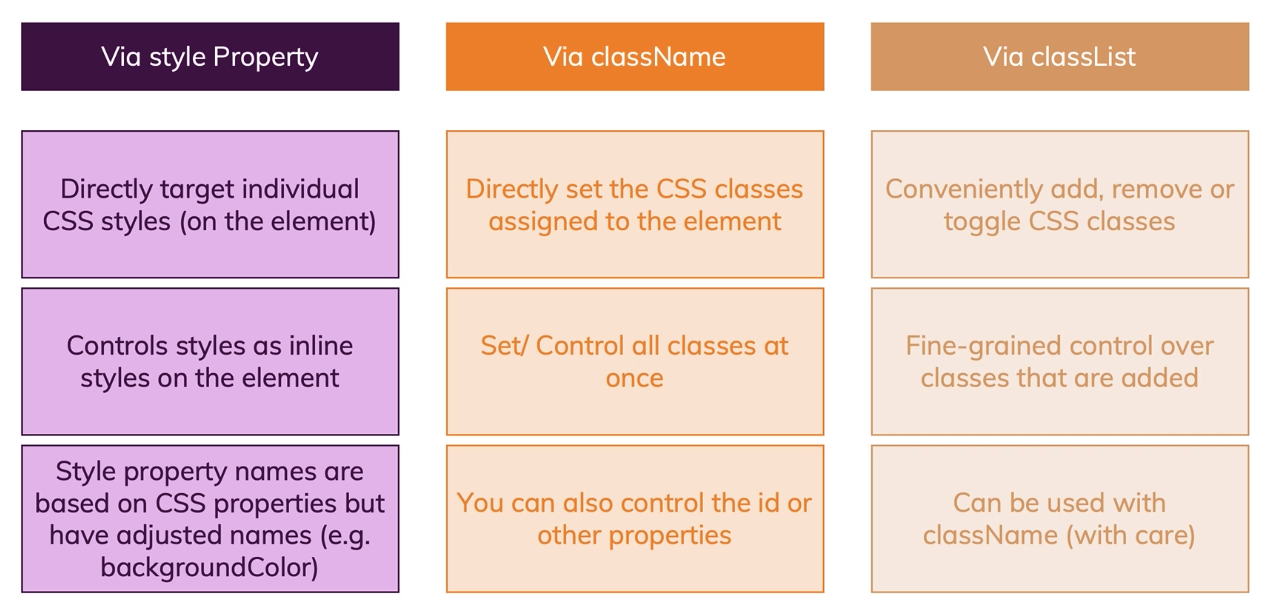 Via style Property
Directly target individual
CSS styles (on the element)
Controls styles as inline
styles on the element
Style property names are
based on CSS properties but
have adjusted names (e.g.
backgroundColor)
Via className
Directly set the CSS classes
assigned to the element
Set/ Control all classes at
once
You can also control the id or
other properties
Via classList
Conveniently add, remove or
toggle CSS classes
Fine-grained control over
classes that are added
Can be used with
className (with care)